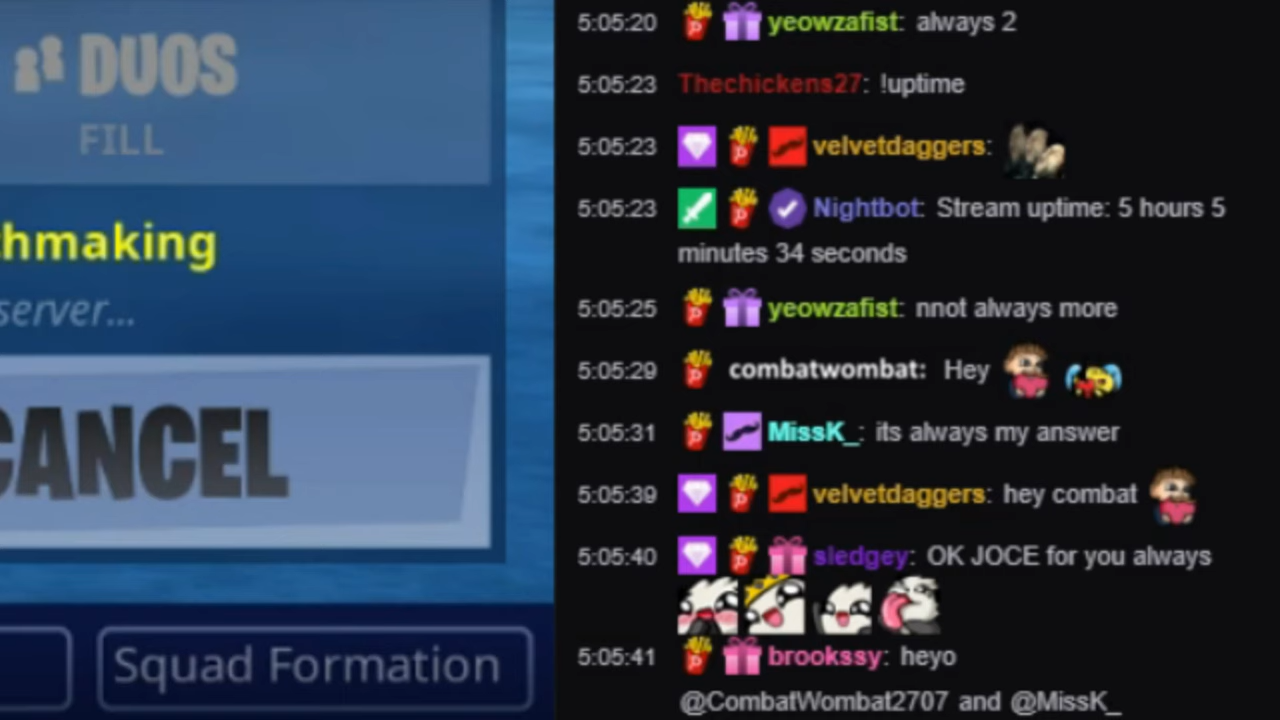 DUOS
FILL
chmaking
server...
CANCEL
Squad Formation
5:05:20 yeowzafist: always 2
5:05:23 Thechickens27: !uptime
5:05:23 velvetdaggers:
5:05:23 Nightbot: Stream uptime: 5 hours 5
minutes 34 seconds
5:05:25 yeowzafist: nnot always more
5:05:29 combatwombat: Hey
5:05:31 MissK_: its always my answer
5:05:39 velvetdaggers: hey combat
5:05:40 sledgey: OK JOCE for you always
5:05:41 brookssy: heyo
@CombatWombat2707 and @MissK_